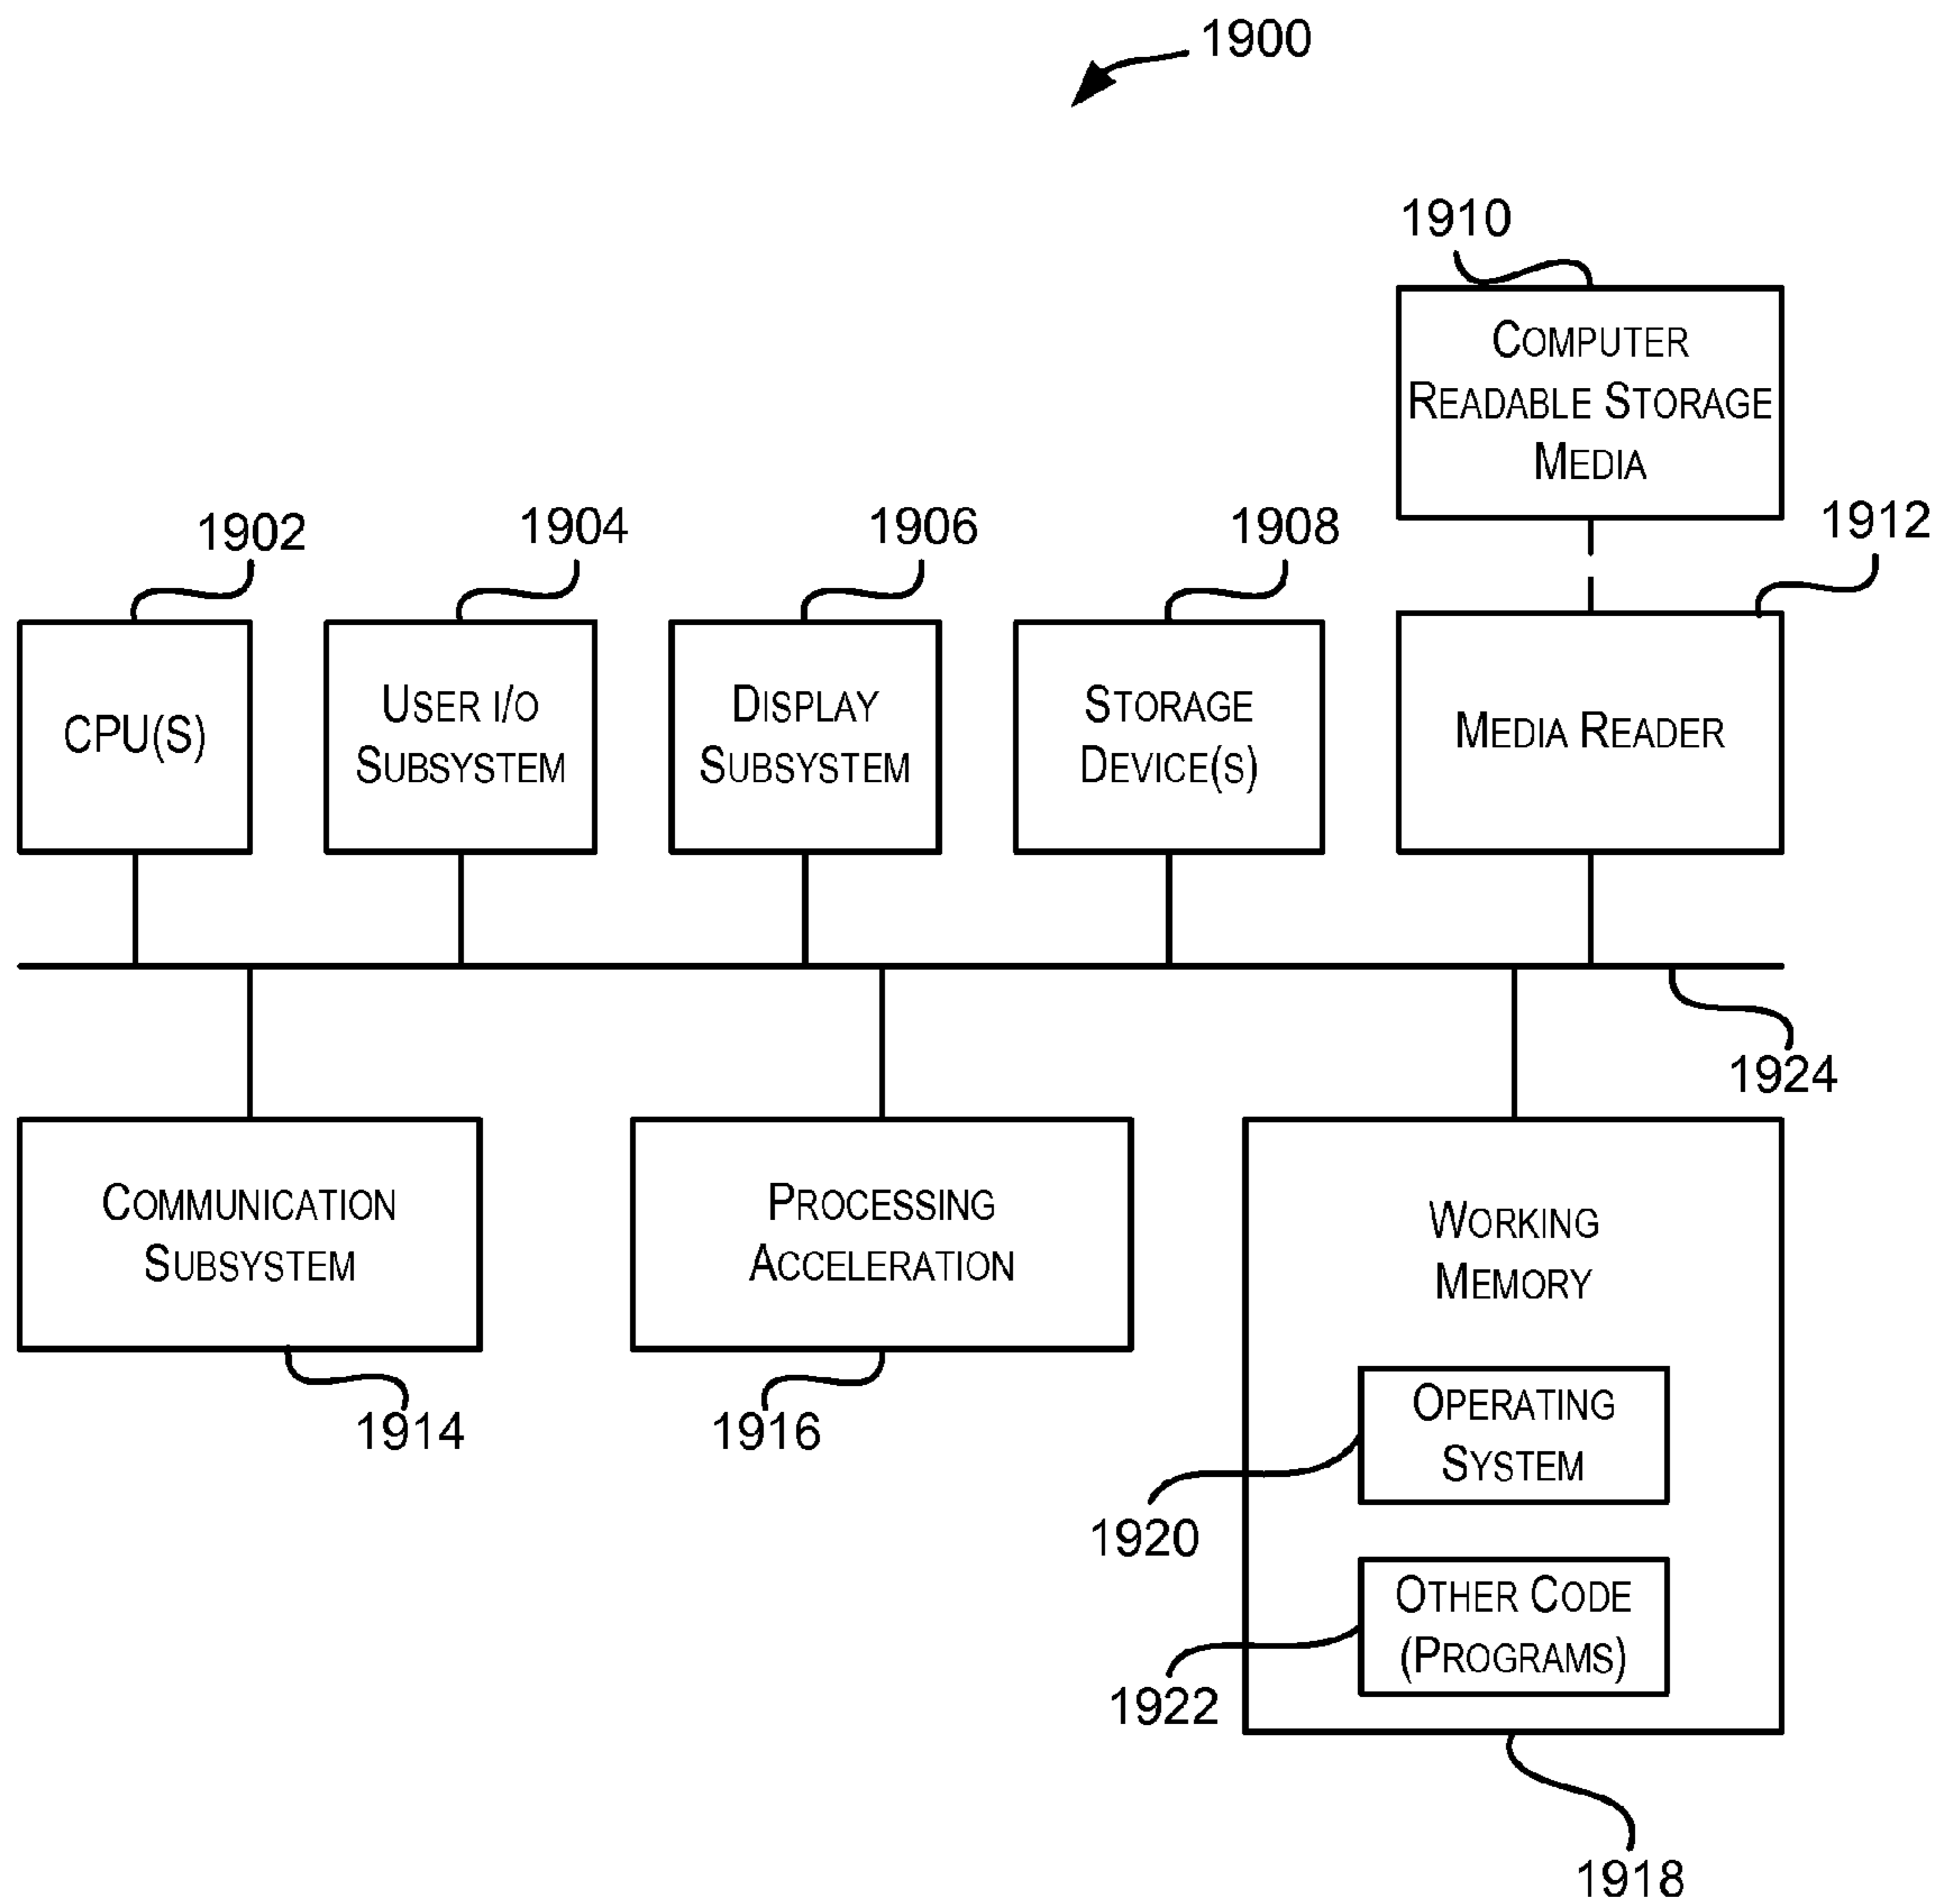 1900
1910
COMPUTER
READABLE STORAGE
MEDIA
1902
1904
1906
1908
1912
CPU(S)
USER I/O
SUBSYSTEM
DISPLAY
SUBSYSTEM
STORAGE
DEVICE(S)
MEDIA READER
1924
COMMUNICATION
SUBSYSTEM
PROCESSING
ACCELERATION
WORKING
MEMORY
1914
1916
OPERATING
SYSTEM
1920
OTHER CODE
(PROGRAMS)
1922
1918